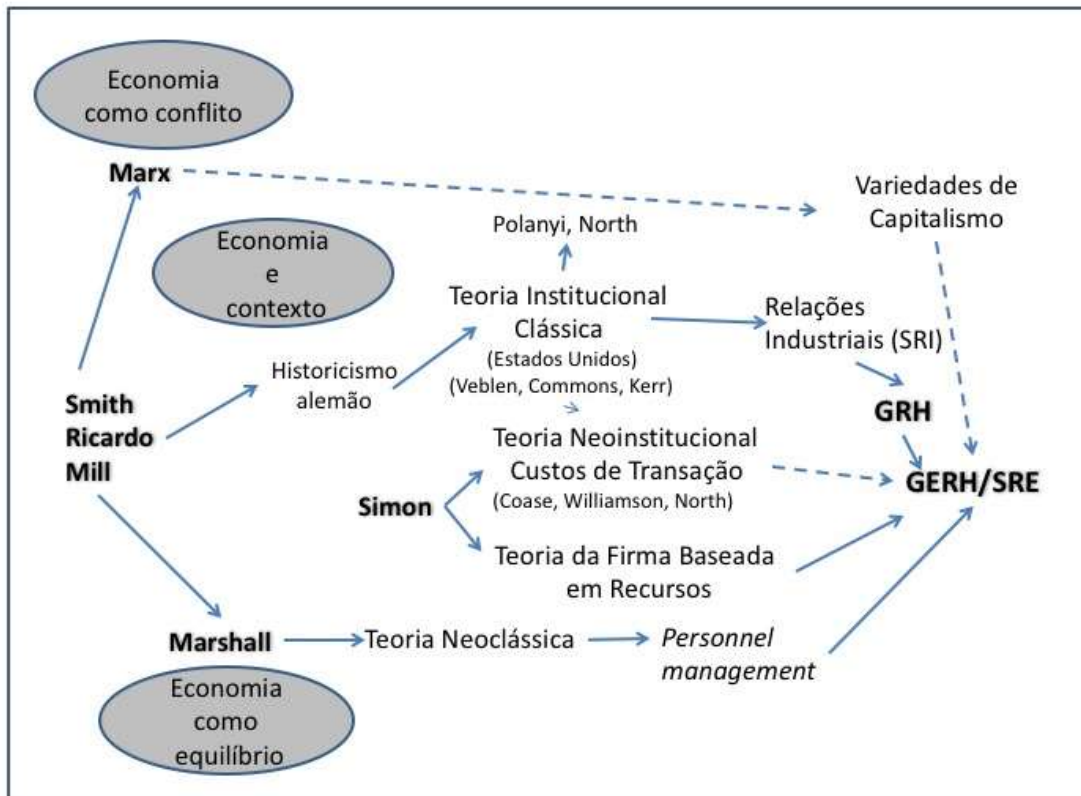 Economia
como conflito
Marx
Variedades de
Capitalismo
Polanyi, North
Economia
e
contexto
Teoria Institucional
Clássica
(Estados Unidos)
(Veblen, Commons, Kerr)
Relações
Industriais (SRI)
Historicismo
alemão
Smith
Ricardo
Mill
GRH
Teoria Neoinstitucional
Custos de Transação
(Coase, Williamson, North)
GERH/SRE
Simon
Teoria da Firma Baseada
em Recursos
Marshall
Teoria Neoclássica
Personnel
management
Economia
como
equilíbrio